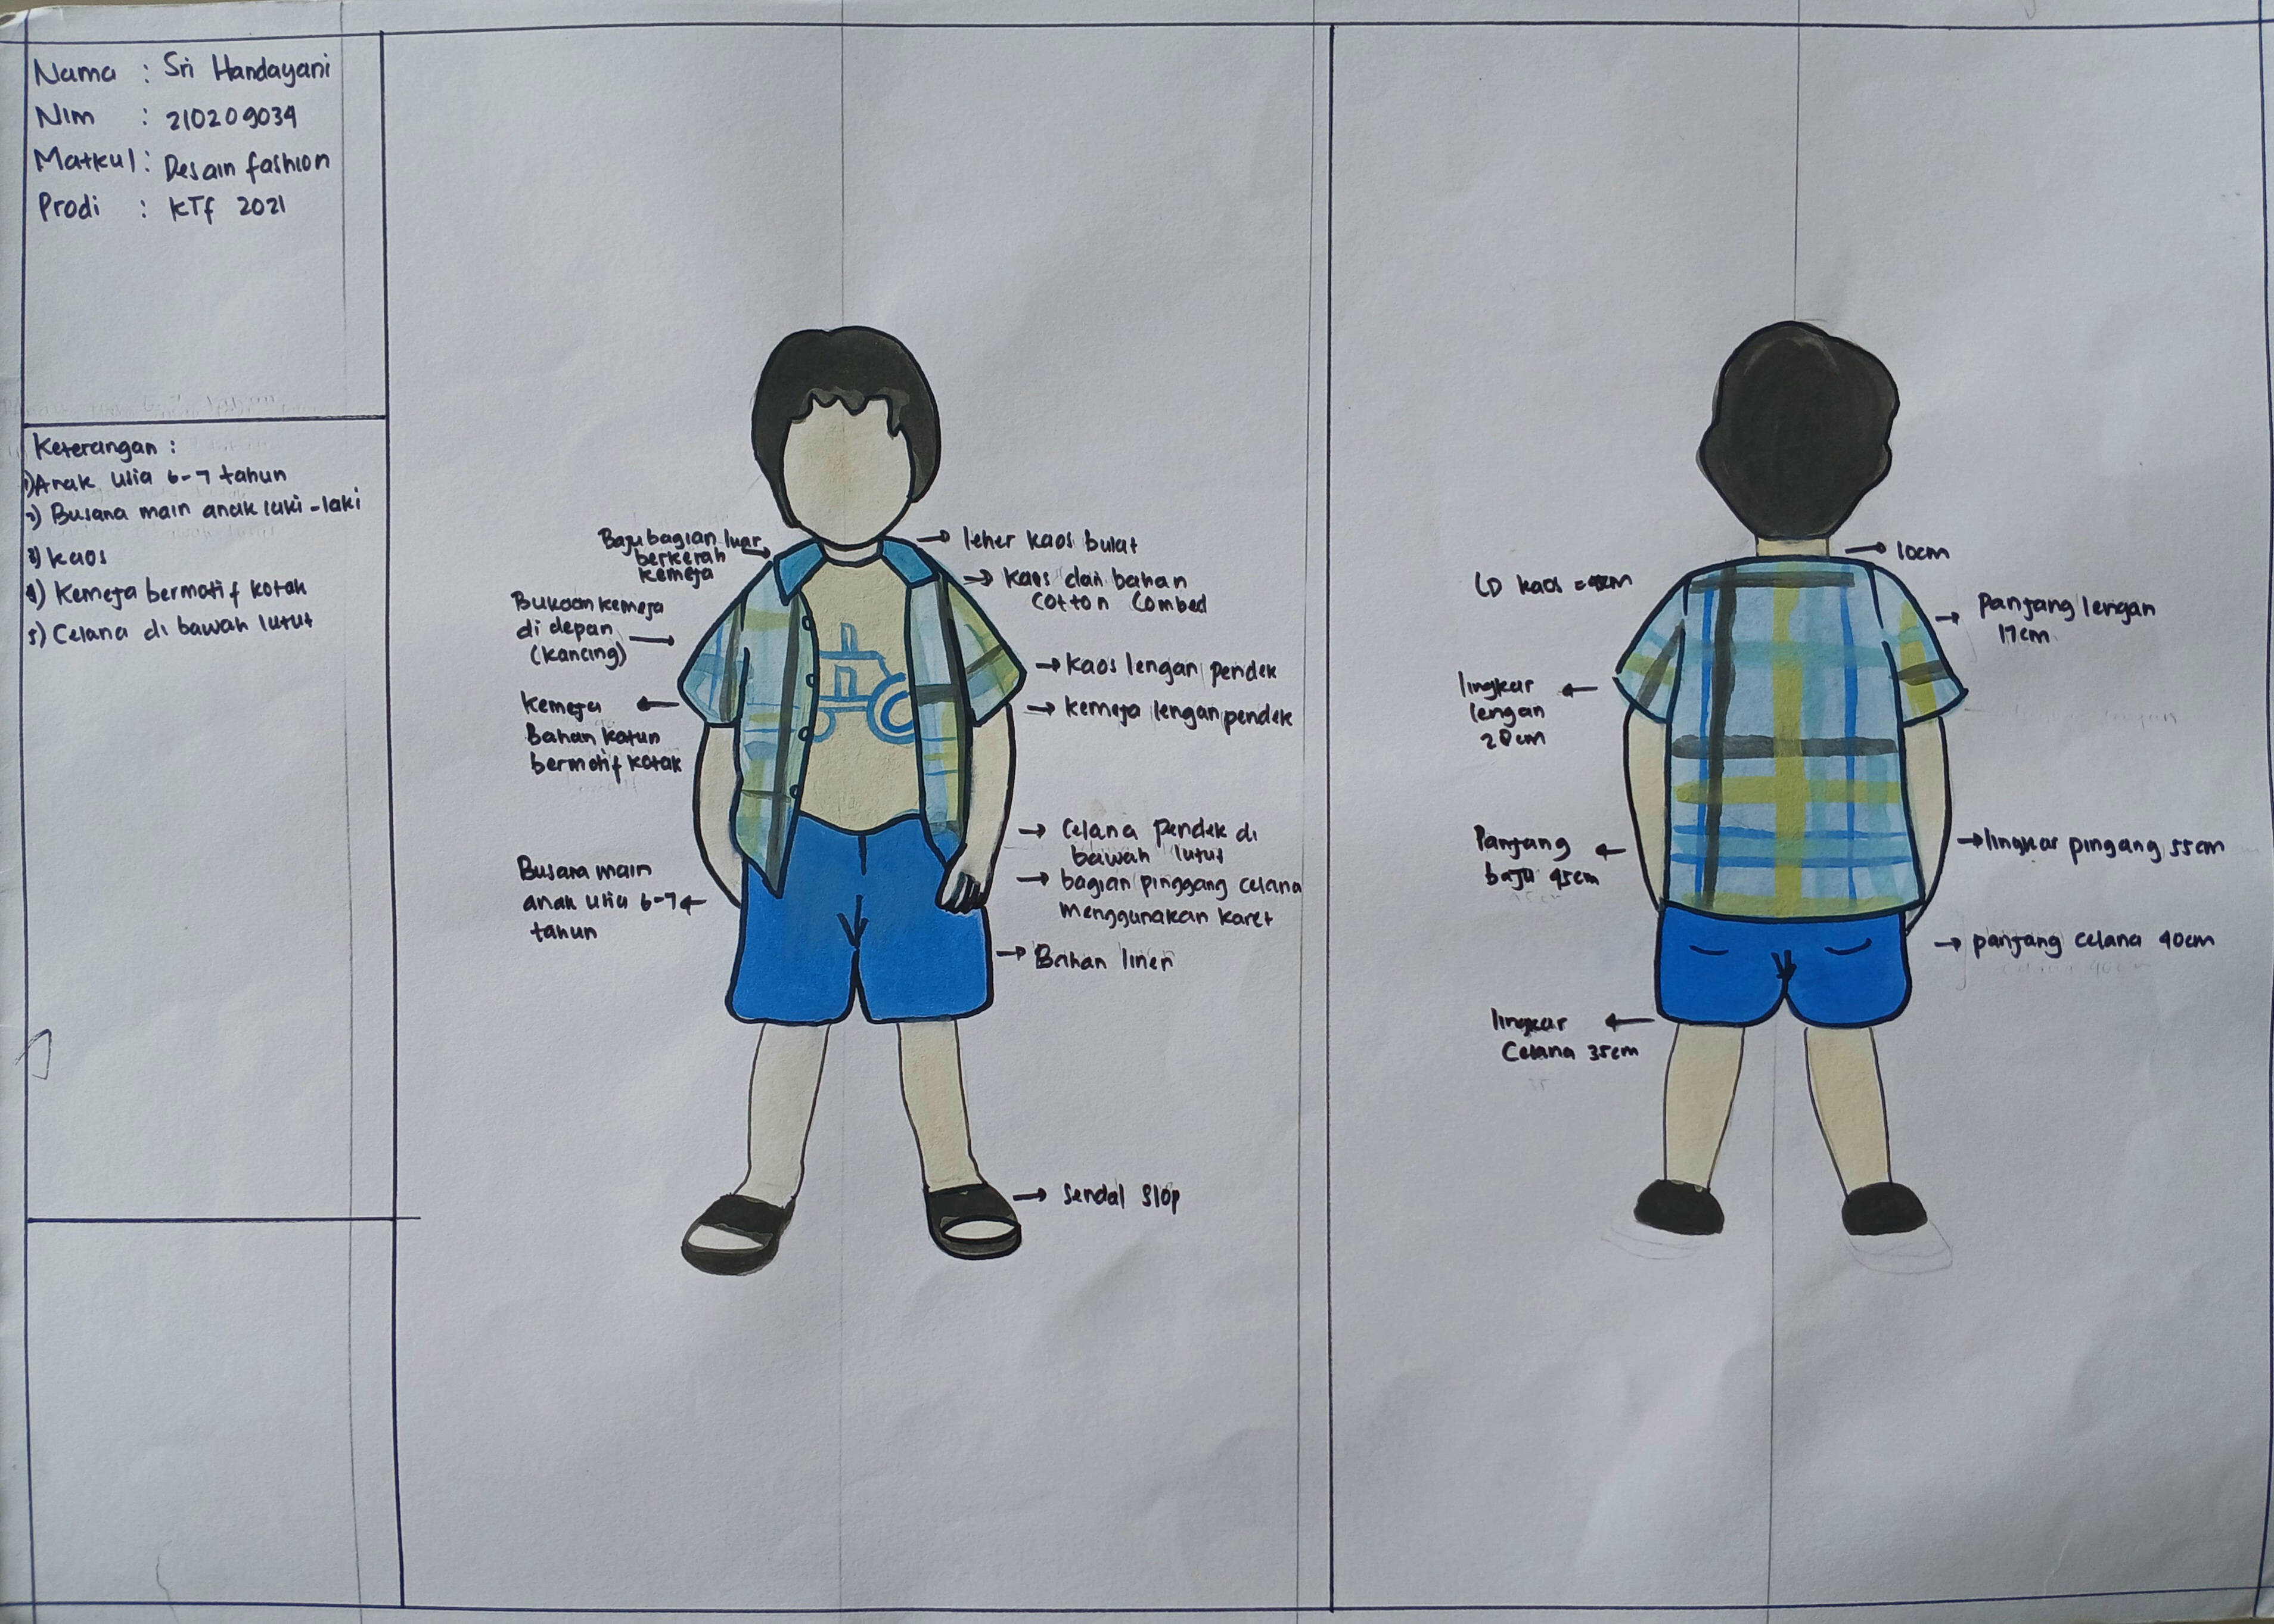 Nama : Sri Handayani
Nim : 210209034
Matkul : Desain fashion
Prodi : KTf 2021
Keterangan :
1) Anak usia 6-7 tahun
2) Busana main anak laki-laki
3) kaos
4) Kemeja bermotif kotak
5) Celana di bawah lutut
Baju bagian luar
berkerah
kemeja
Bukaan kemeja
di depan
(kancing)
kemeja
Bahan katun
bermotif kotak
Busana main
anak usia 6-7
tahun
leher kaos bulat
kaos dari bahan
cotton combed
kaos lengan pendek
kemeja lengan pendek
Celana pendek di
bawah lutut
bagian pinggang celana
menggunakan karet
Bahan linen
Sendal slop
LD kaos =
lingkar
lengan
20cm
Panjang
baju 45cm
lingkar
Celana 35cm
10cm
Panjang lengan
17cm
lingkar pingang 55cm
panjang celana 40cm